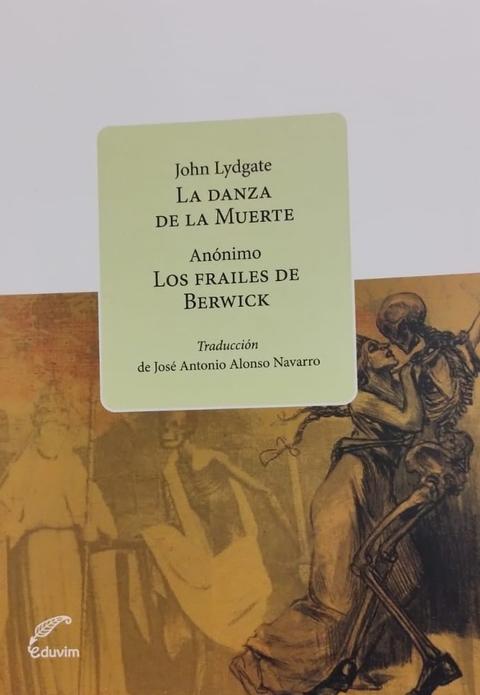 John Lydgate
La danza
de la Muerte
Anónimo
Los frailes de
Berwick
Traducción
de José Antonio Alonso Navarro
eduvim